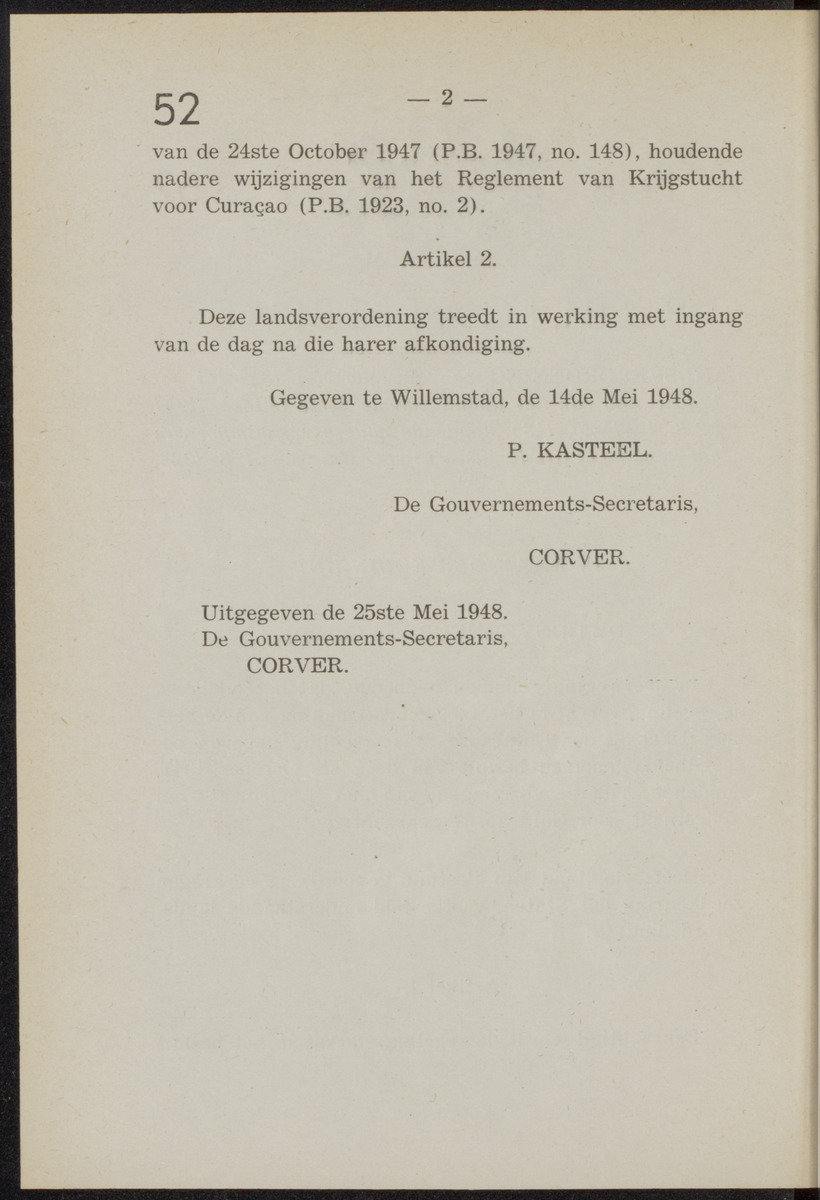 52
— 2 —
van de 24ste October 1947 (P.B. 1947, no. 148), houdende
nadere wijzigingen van het Reglement van Krijgstucht
voor Curaçao (P.B. 1923, no. 2).
Artikel 2.
Deze landsverordening treedt in werking met ingang
van de dag na die harer afkondiging.
Gegeven te Willemstad, de 14de Mei 1948.
P. KASTEEL.
De Gouvernements-Secretaris,
CORVER.
Uitgegeven de 25ste Mei 1948.
De Gouvernements-Secretaris,
CORVER.